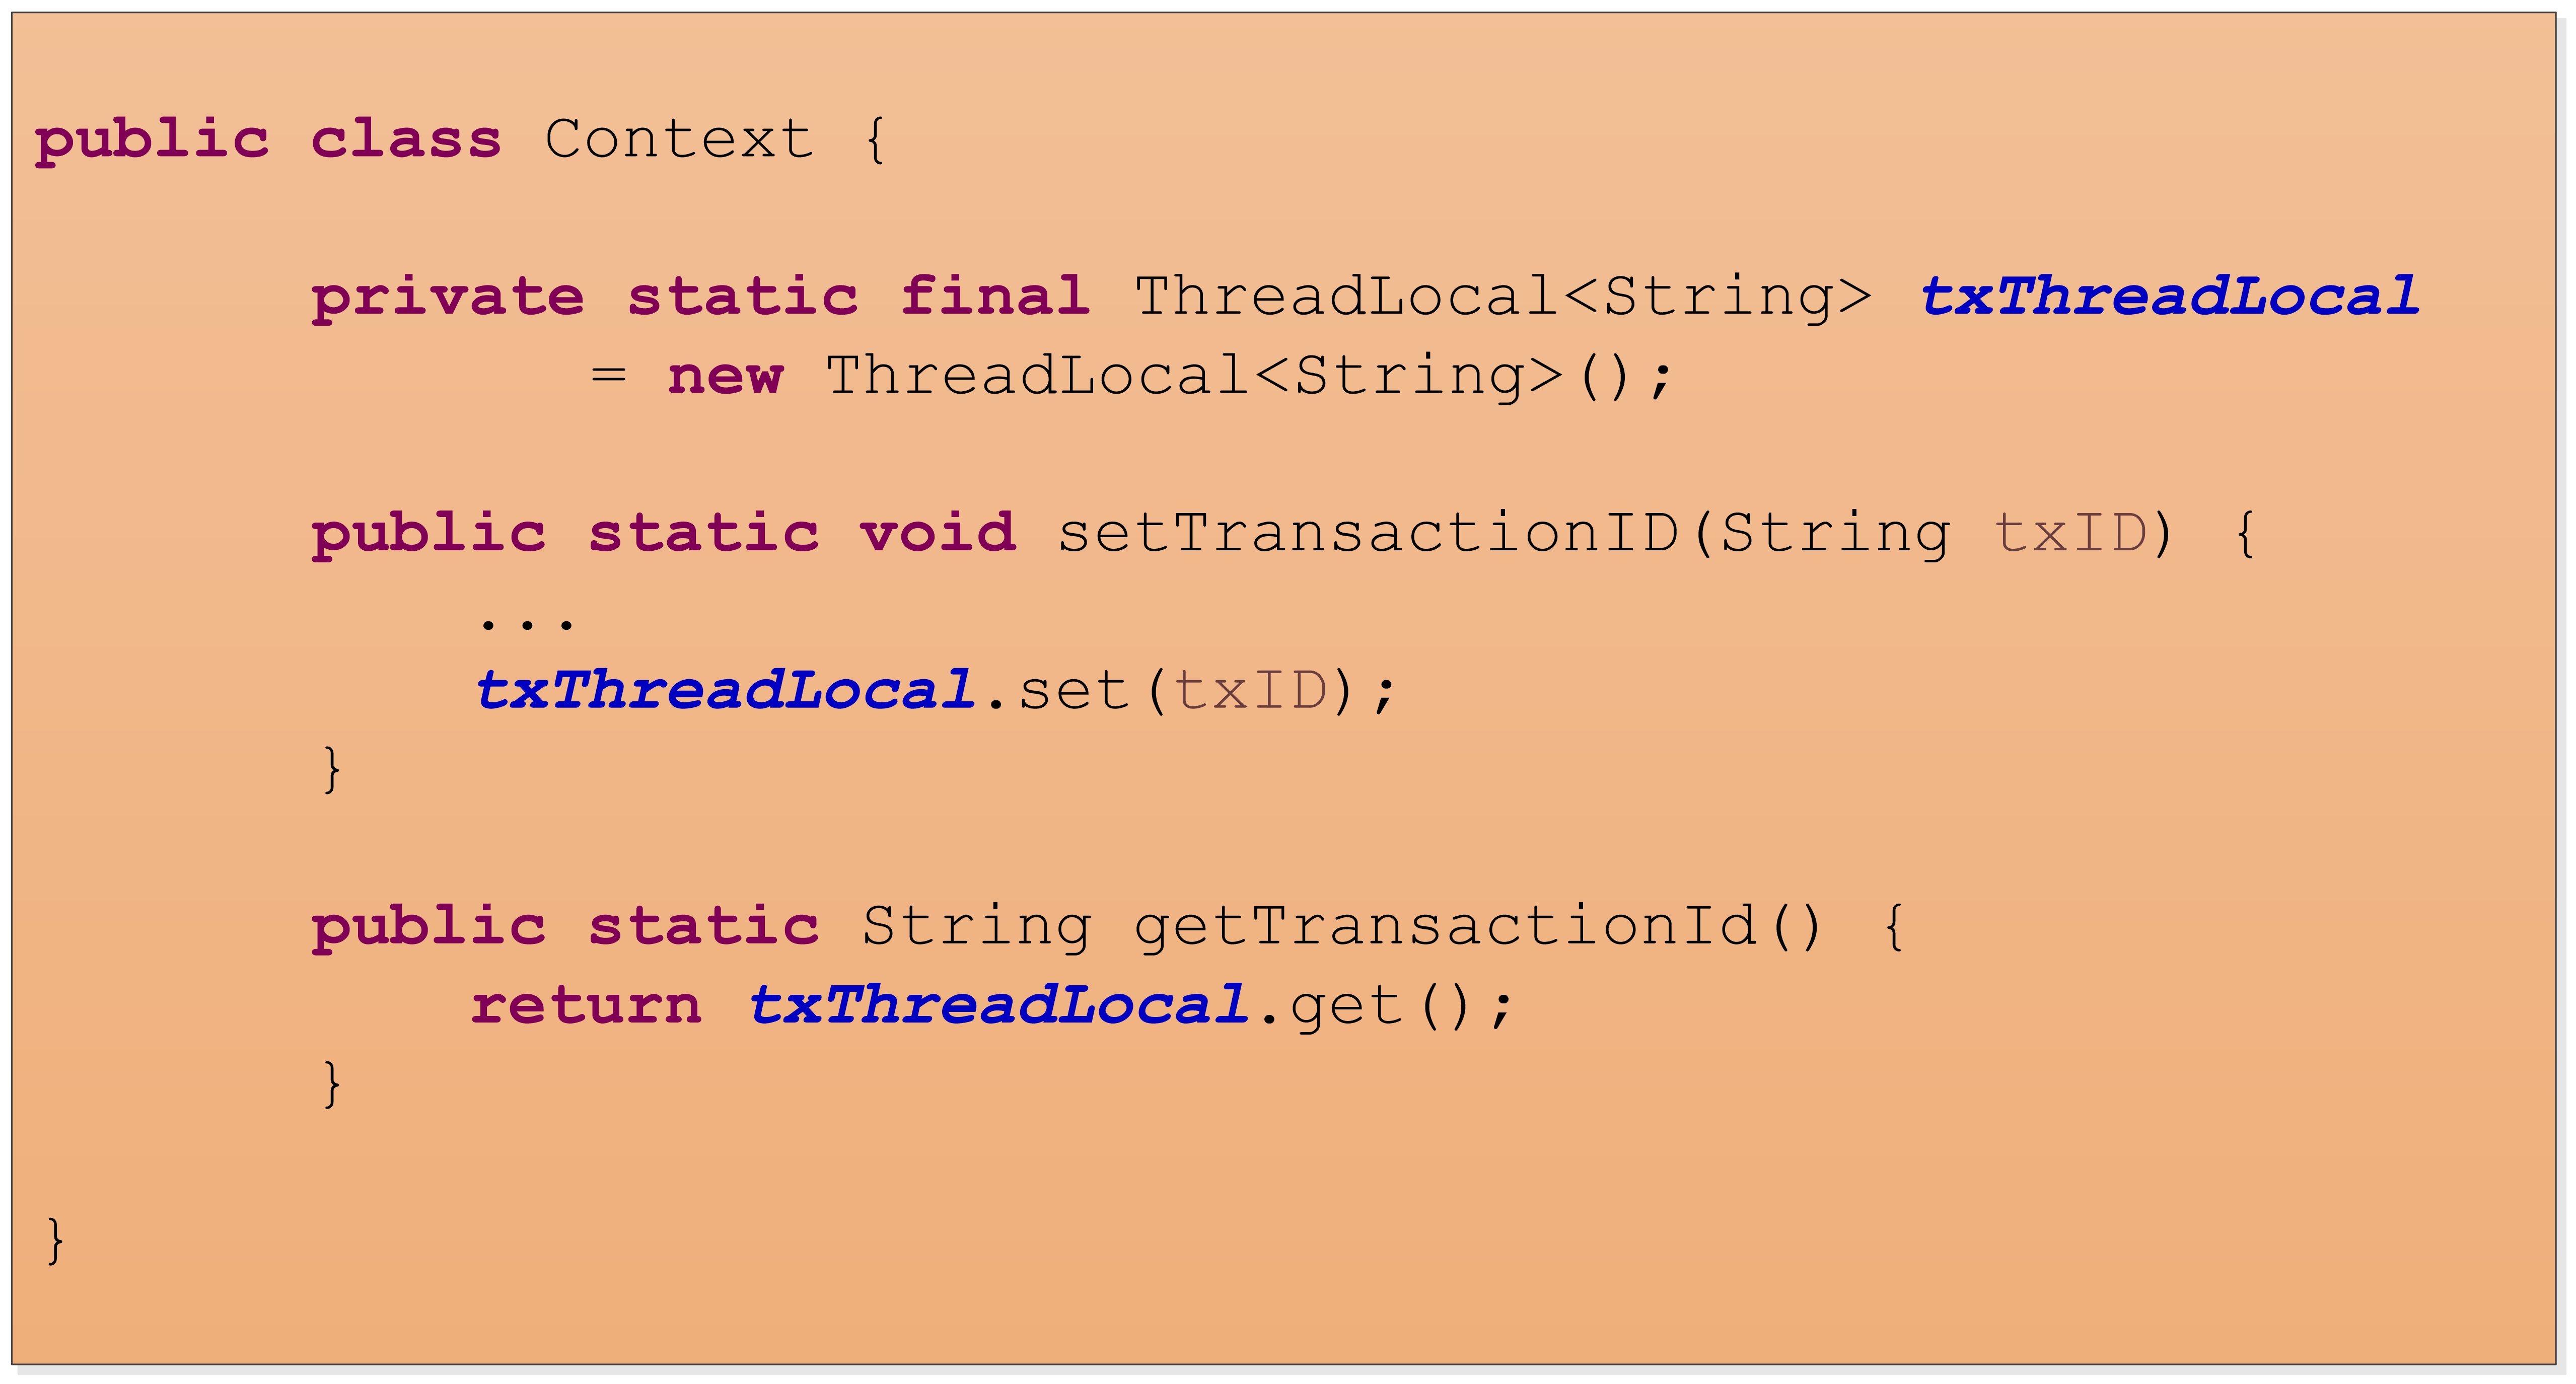 public class Context {
private static final ThreadLocal<String> txThreadLocal
= new ThreadLocal<String>();
public static void setTransactionID(String txID) {
...
txThreadLocal.set(txID);
}
public static String getTransactionId() {
return txThreadLocal.get();
}
}